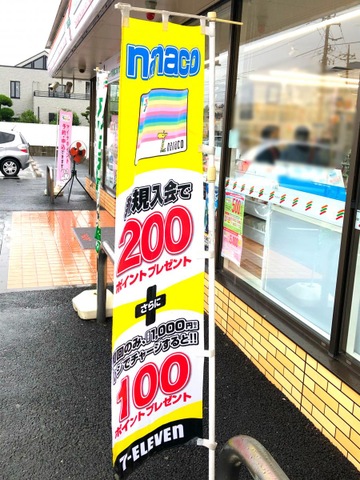 nanaco
nanaco
規入会で
200
ポイントプレゼント
さらに
回のみ、1,000円
チャージすると!!
100
ポイントプレゼント
7-ELEVEN